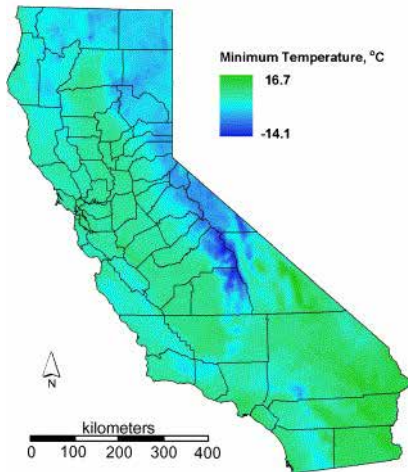 Minimum Temperature, °C
16.7
-14.1
N
kilometers
0 100 200 300 400